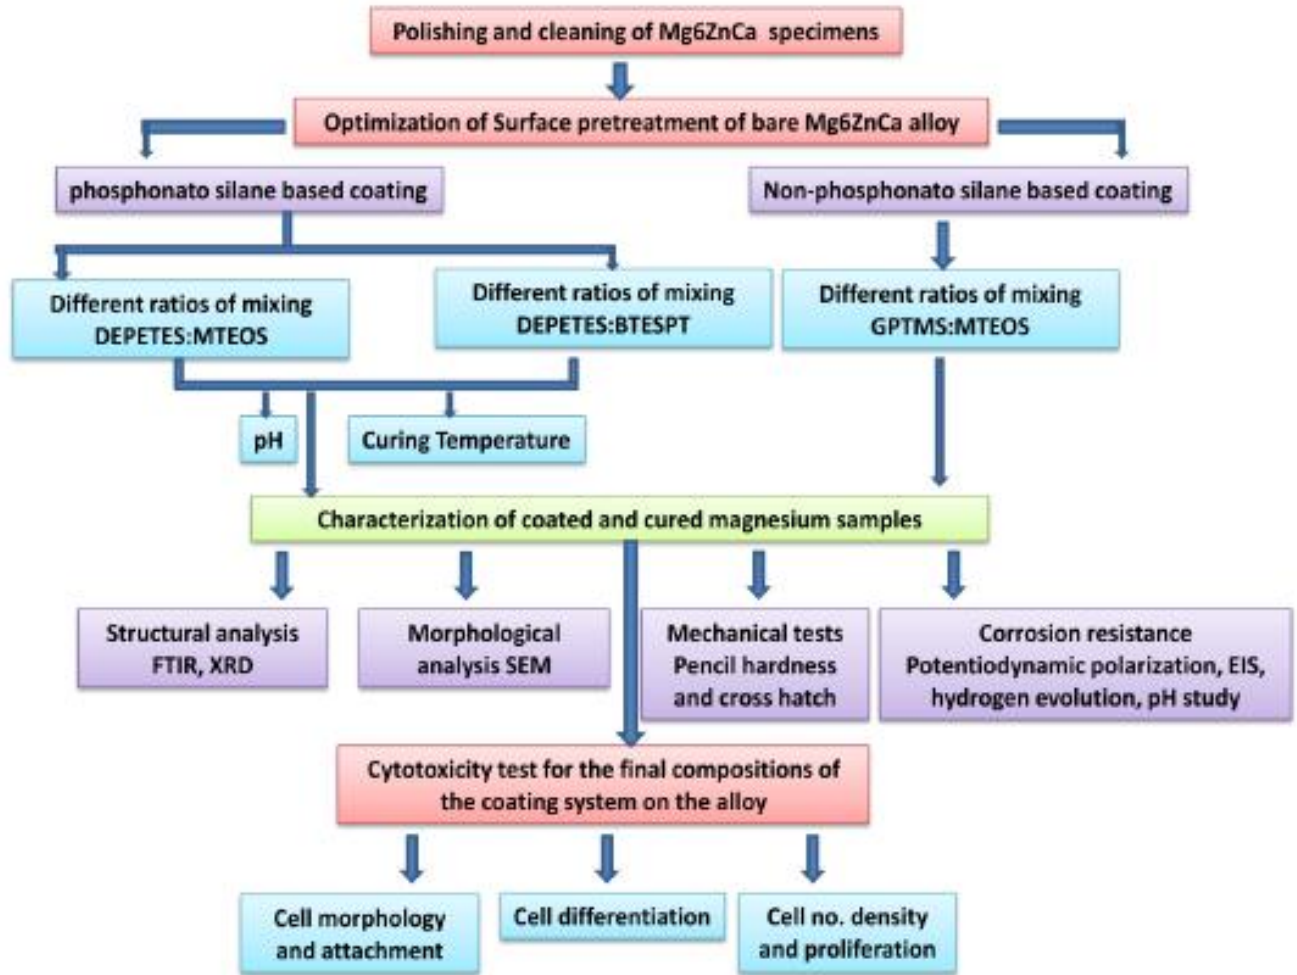 Polishing and cleaning of Mg6ZnCa specimens
Optimization of Surface pretreatment of bare Mg6ZnCa alloy
phosphonato silane based coating
Non-phosphonato silane based coating
Different ratios of mixing
DEPETES:MTEOS
Different ratios of mixing
DEPETES:BTESPT
Different ratios of mixing
GPTMS:MTEOS
pH
Curing Temperature
Characterization of coated and cured magnesium samples
Structural analysis
FTIR, XRD
Morphological
analysis SEM
Mechanical tests
Pencil hardness
and cross hatch
Corrosion resistance
Potentiodynamic polarization, EIS,
hydrogen evolution, pH study
Cytotoxicity test for the final compositions of
the coating system on the alloy
Cell morphology
and attachment
Cell differentiation
Cell no. density
and proliferation